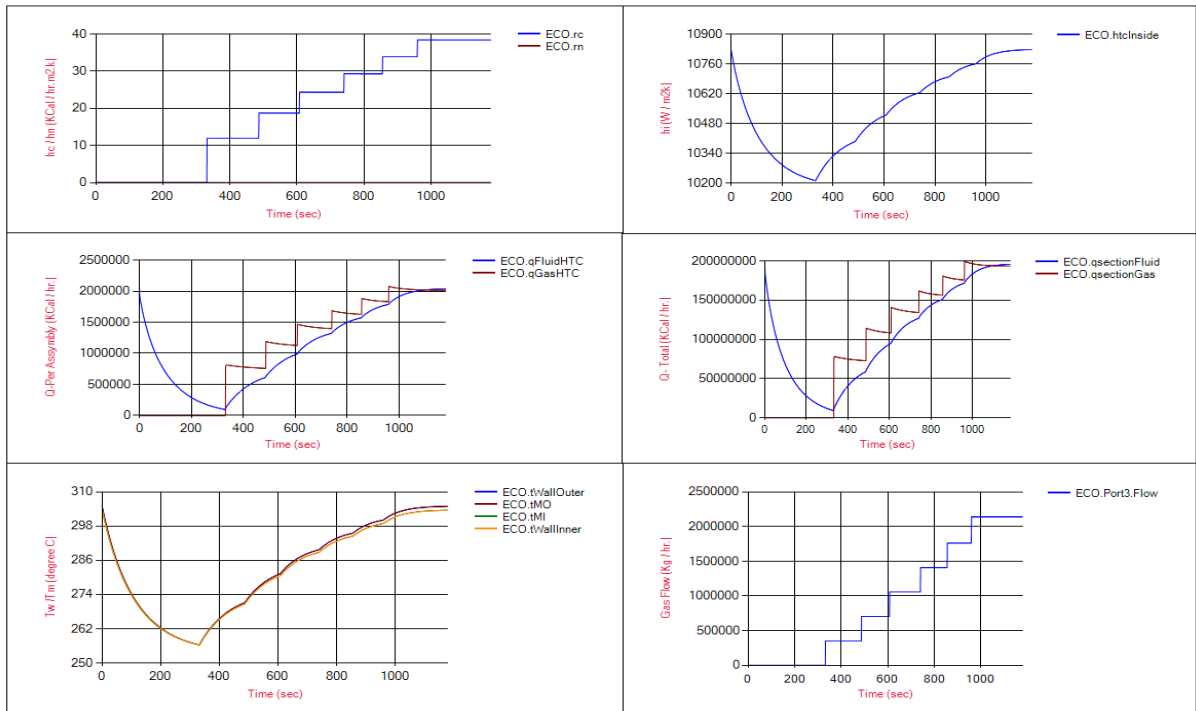 hc / hn (KCal / hr.m2.k|
40
30
20
10
0
0 200 400 600 800 1000
Time (sec)
ECO.rc
ECO.rn
hi (W / m2k|
10900
10760
10620
10480
10340
10200
0 200 400 600 800 1000
Time (sec)
ECO.htcInside
Q-Per Assymbly (KCal / hr.|
2500000
2000000
1500000
1000000
500000
0
0 200 400 600 800 1000
Time (sec)
ECO.qFluidHTC
ECO.qGasHTC
Q- Total (KCal / hr.|
200000000
150000000
100000000
50000000
0
0 200 400 600 800 1000
Time (sec)
ECO.qsectionFluid
ECO.qsectionGas
Tw /Tm (degree C|
310
298
286
274
262
250
0 200 400 600 800 1000
Time (sec)
ECO.tWallOuter
ECO.tMO
ECO.tMI
ECO.tWallInner
Gas Flow (Kg / hr.|
2500000
2000000
1500000
1000000
500000
0
0 200 400 600 800 1000
Time (sec)
ECO.Port3.Flow